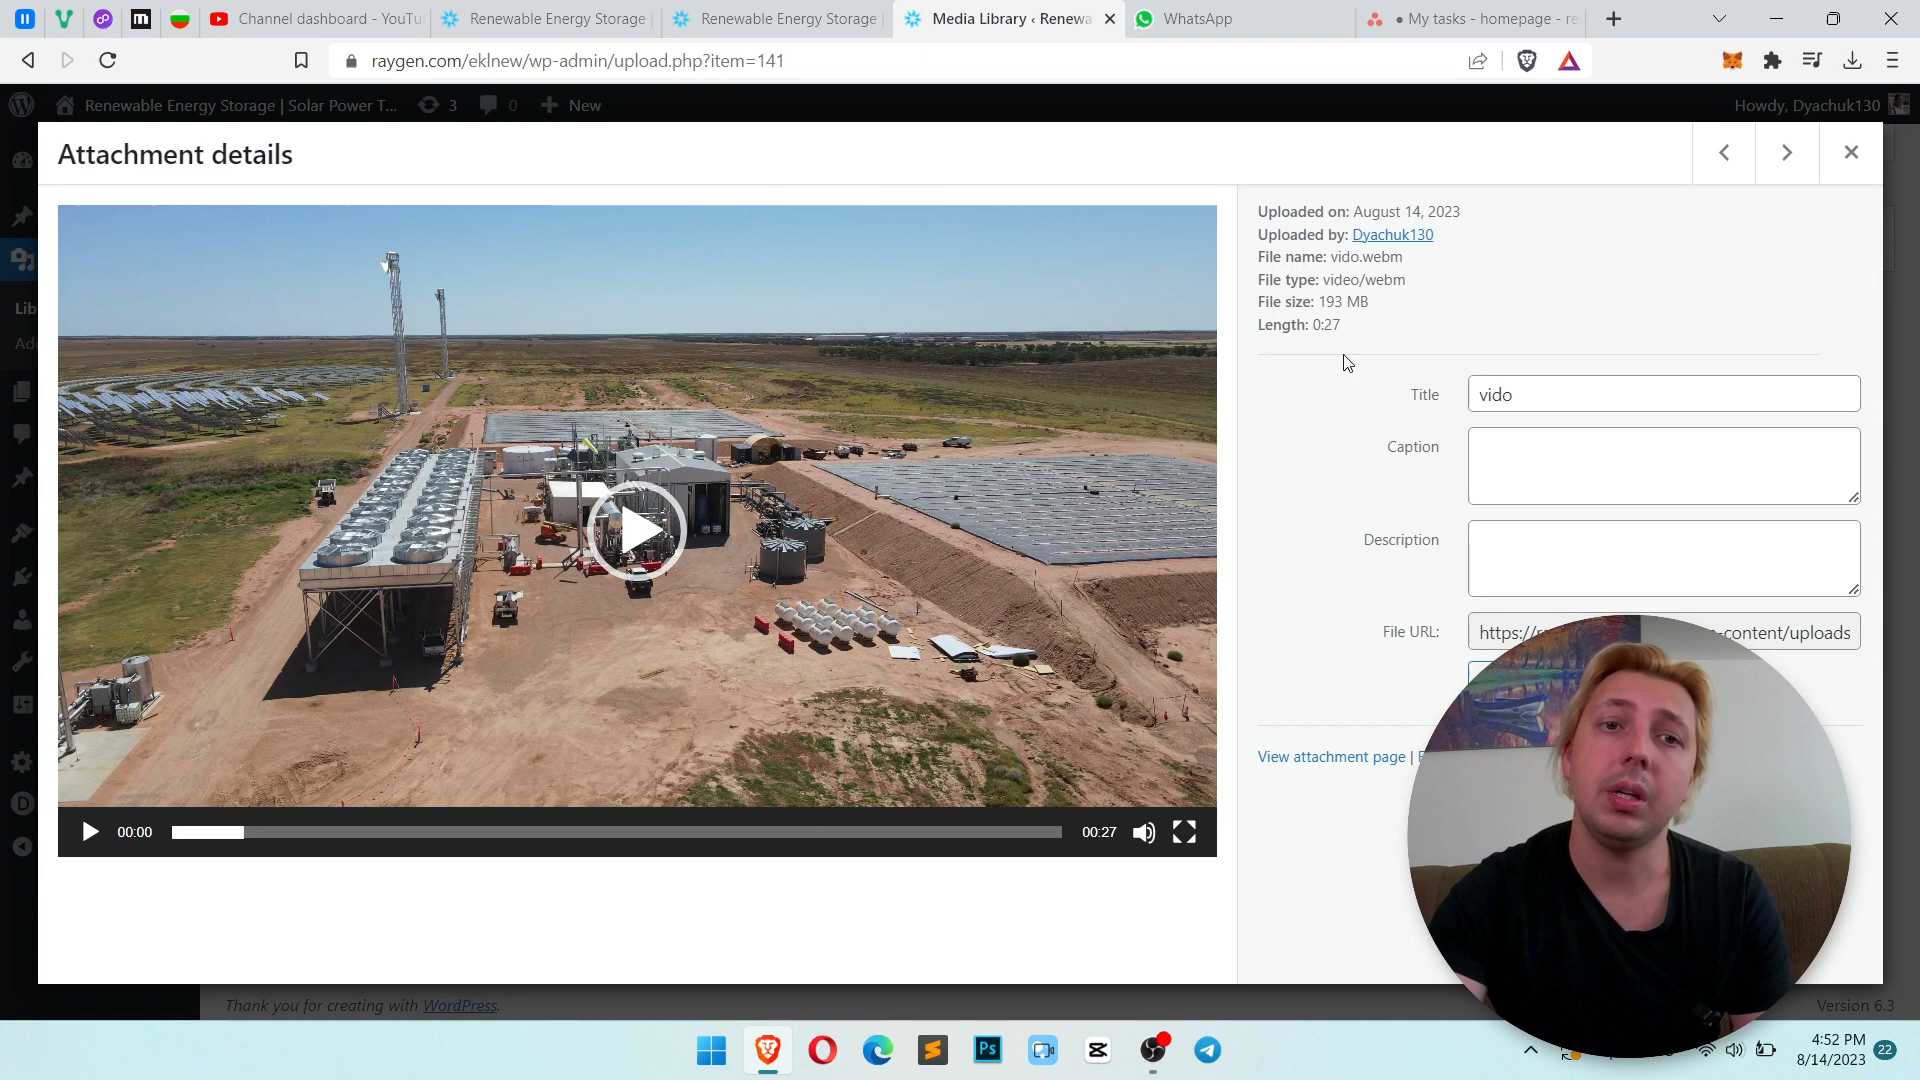 Channel dashboard - YouTu
Renewable Energy Storage
Renewable Energy Storage
Media Library ‹ Renewa
WhatsApp
• My tasks - homepage - re
raygen.com/eklnew/wp-admin/upload.php?item=141
Renewable Energy Storage | Solar Power T...
3
0
New
Howdy, Dyachuk130
Attachment details
Lib
Ad
Uploaded on: August 14, 2023
Uploaded by: Dyachuk130
File name: vido.webm
File type: video/webm
File size: 193 MB
Length: 0:27
Title
vido
Caption
Description
File URL:
https://
-content/uploads
View attachment page |
00:00
00:27
Thank you for creating with WordPress.
Version 6.3
Ps
4:52 PM
8/14/2023
22